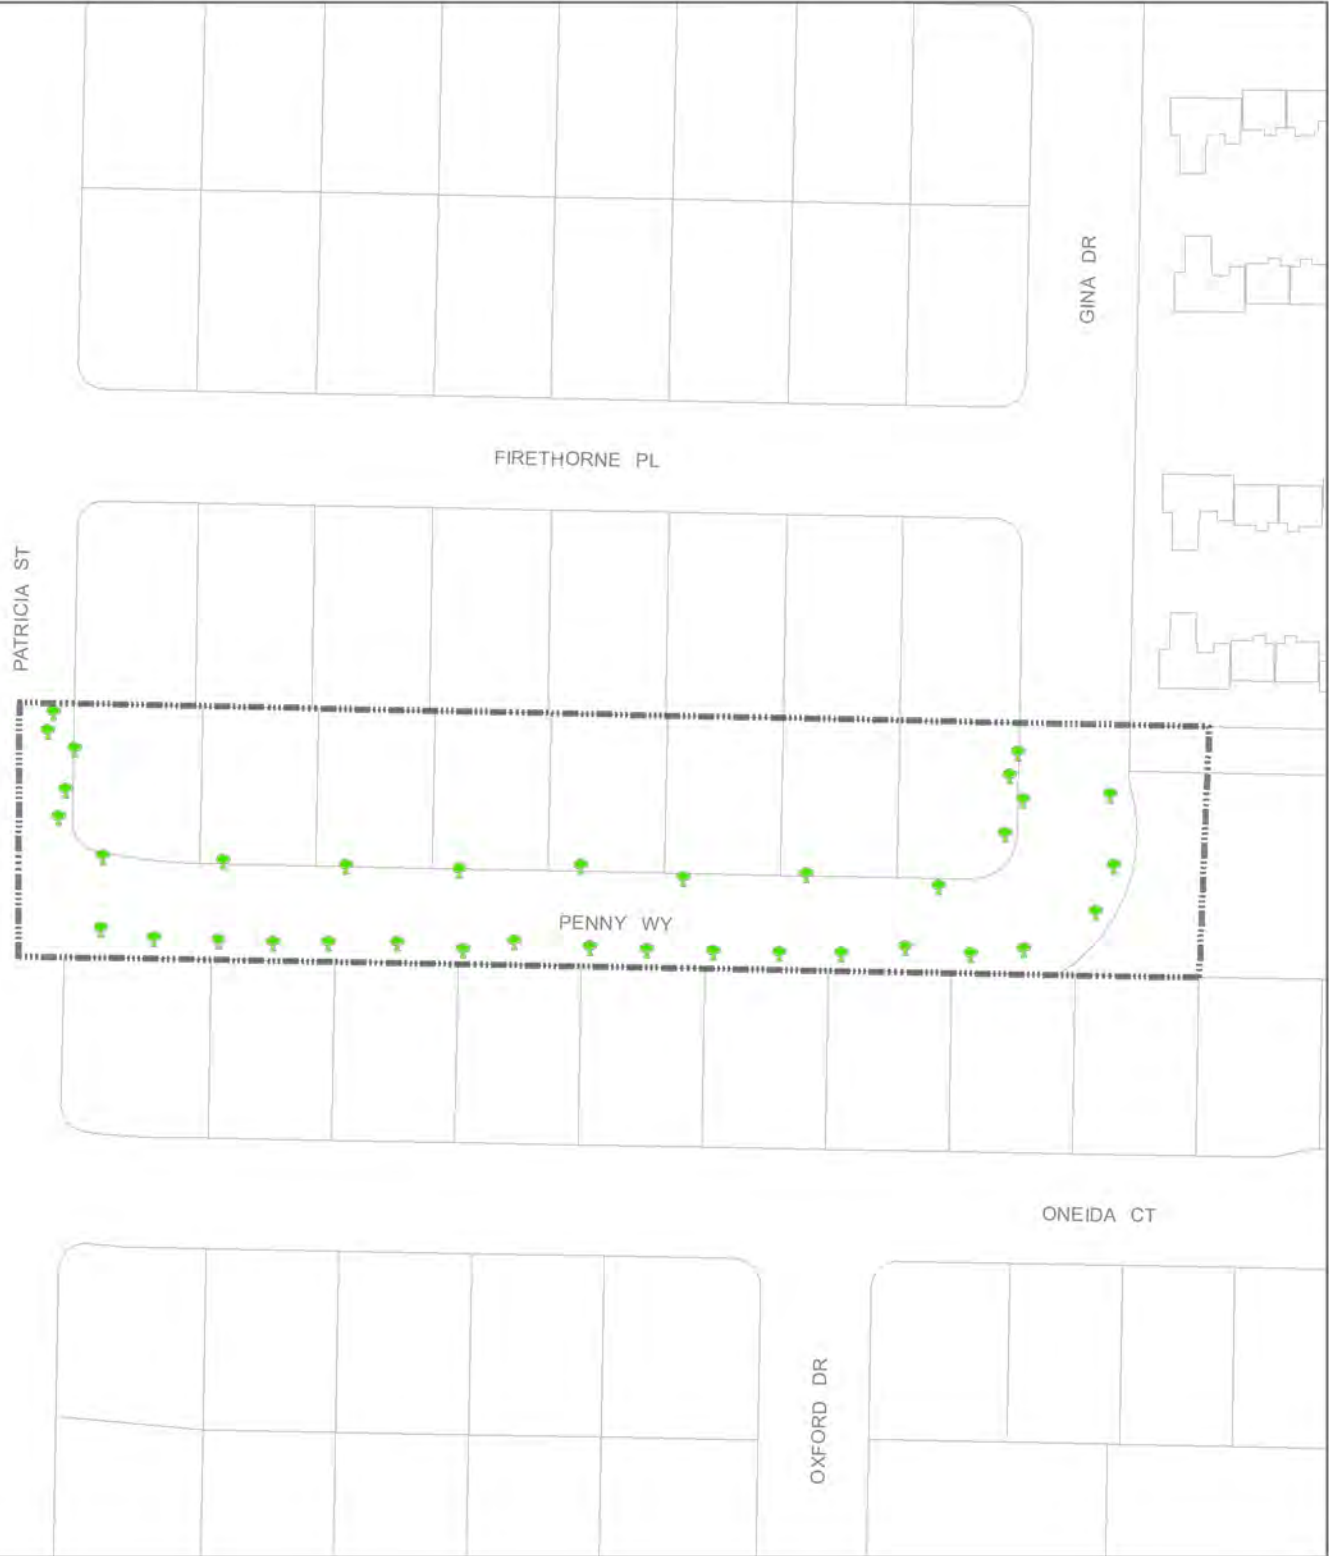 GINA DR
FIRETHORNE PL
PATRICIA ST
PENNY WY
ONEIDA CT
OXFORD DR